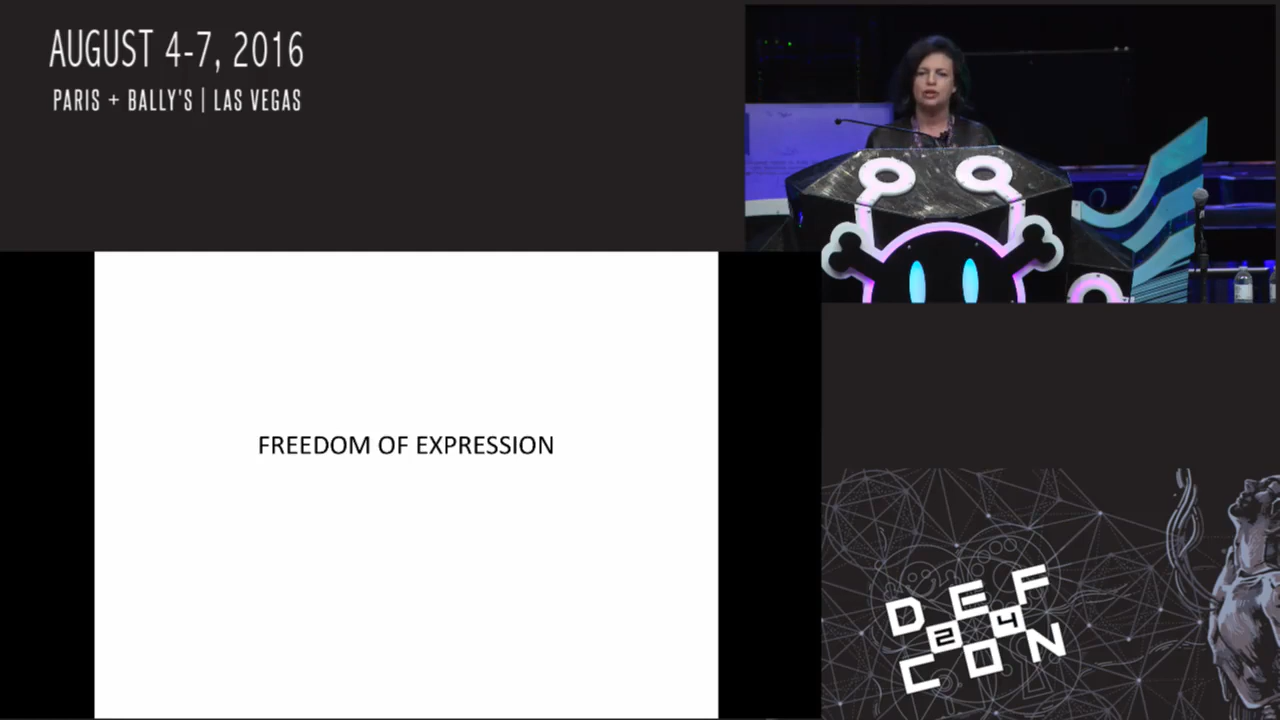 AUGUST 4-7, 2016
PARIS + BALLY'S | LAS VEGAS
FREEDOM OF EXPRESSION
DEF
24
CON